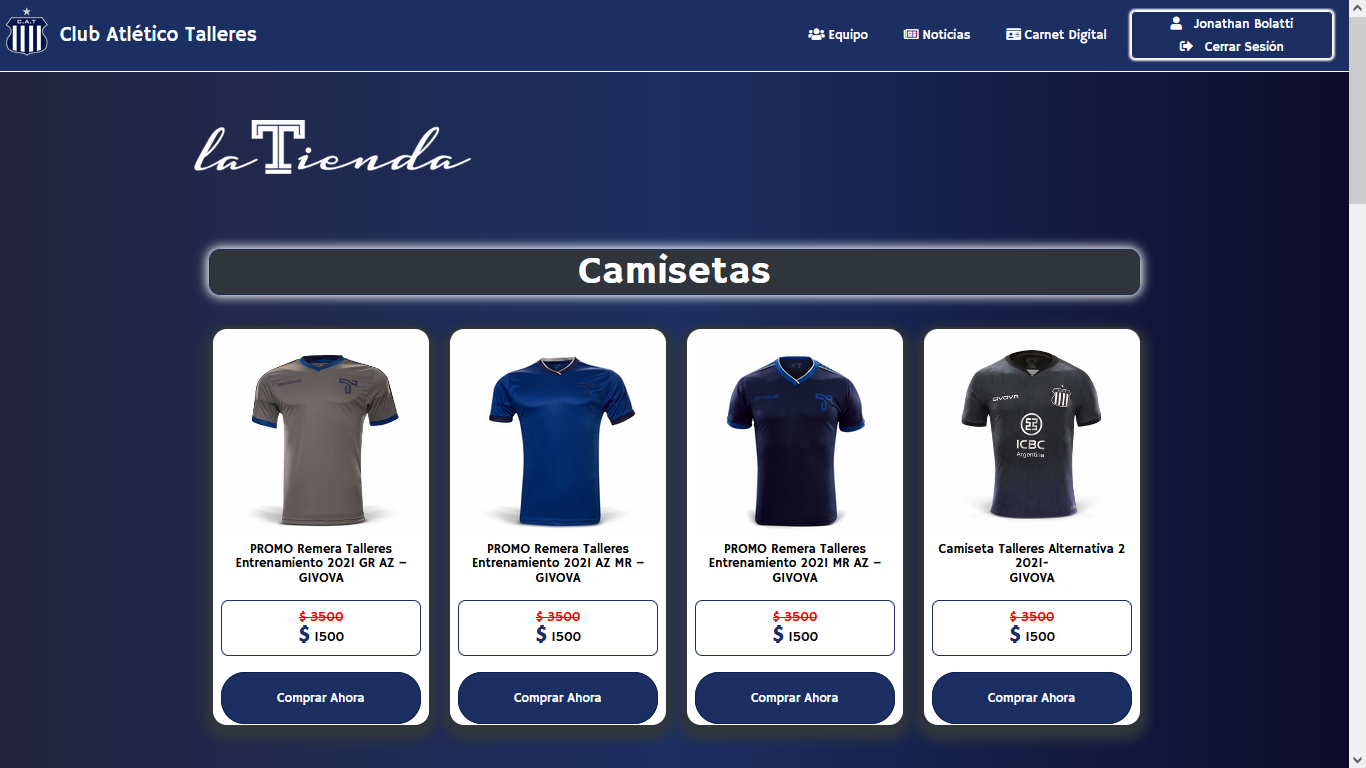 C.A.T
Club Atlético Talleres
Equipo
Noticias
Carnet Digital
Jonathan Bolatti
Cerrar Sesión
la Tienda
Camisetas
GIVOVA
GIVOVA
GIVOVA
ICBC
Argentina
PROMO Remera Talleres
Entrenamiento 2021 GR AZ –
GIVOVA
$ 3500
$ 1500
Comprar Ahora
PROMO Remera Talleres
Entrenamiento 2021 AZ MR –
GIVOVA
$ 3500
$ 1500
Comprar Ahora
PROMO Remera Talleres
Entrenamiento 2021 MR AZ –
GIVOVA
$ 3500
$ 1500
Comprar Ahora
Camiseta Talleres Alternativa 2
2021-
GIVOVA
$ 3500
$ 1500
Comprar Ahora